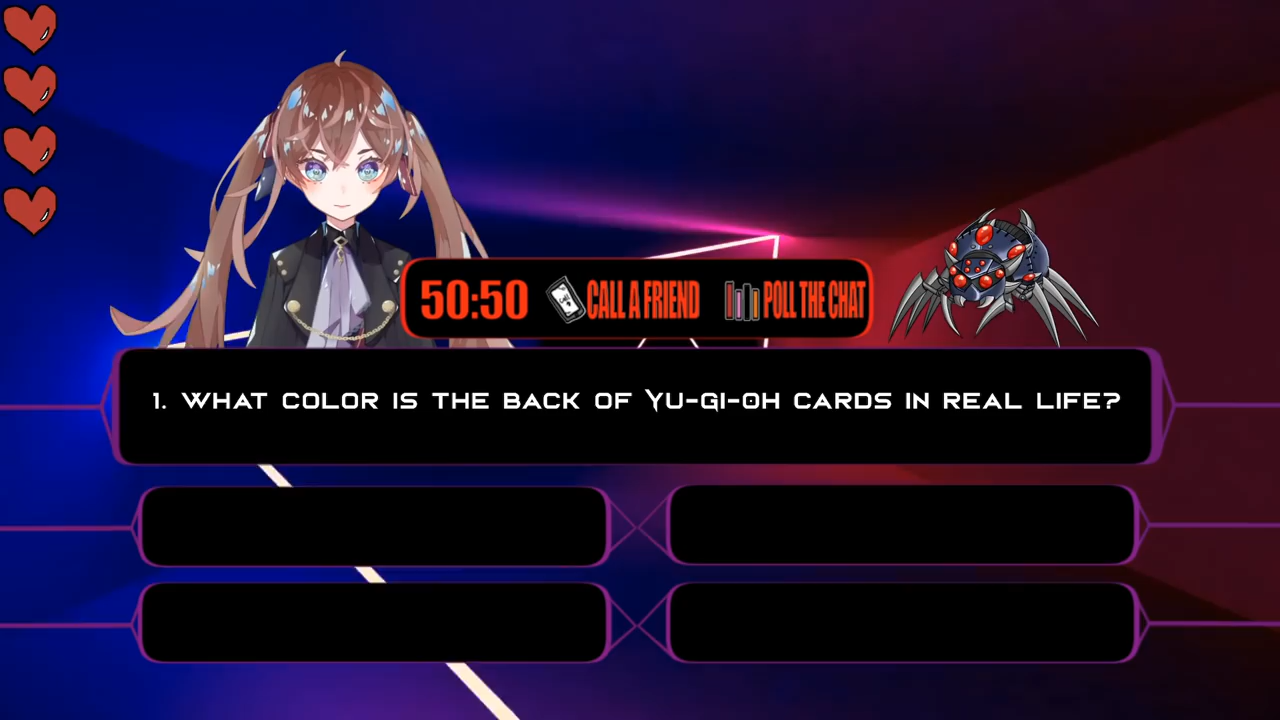 50:50 CALL A FRIEND POLL THE CHAT
1. WHAT COLOR IS THE BACK OF YU-GI-OH CARDS IN REAL LIFE?